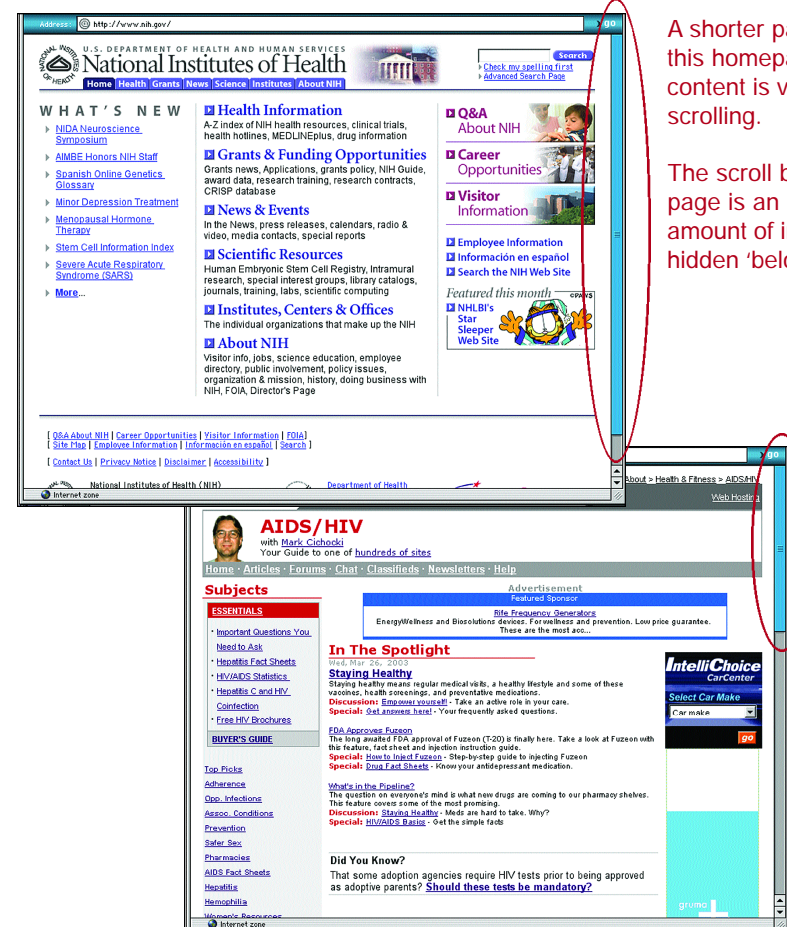 Address: http://www.nih.gov/
go
A shorter pa
this homepa
content is v
scrolling.
The scroll b
page is an
amount of i
hidden ‘belo
NATIONAL INSTITUTES OF HEALTH
U.S. DEPARTMENT OF HEALTH AND HUMAN SERVICES
National Institutes of Health
Home Health Grants News Science Institutes About NIH
Search
Check my spelling first
Advanced Search Page
WHAT'S NEW
NIDA Neuroscience
Symposium
AIMBE Honors NIH Staff
Spanish Online Genetics
Glossary
Minor Depression Treatment
Menopausal Hormone
Therapy
Stem Cell Information Index
Severe Acute Respiratory
Syndrome (SARS)
More...
Health Information
A-Z index of NIH health resources, clinical trials,
health hotlines, MEDLINEplus, drug information
Grants & Funding Opportunities
Grants news, Applications, grants policy, NIH Guide,
award data, research training, research contracts,
CRISP database
News & Events
In the News, press releases, calendars, radio &
video, media contacts, special reports
Scientific Resources
Human Embryonic Stem Cell Registry, Intramural
research, special interest groups, library catalogs,
journals, training, labs, scientific computing
Institutes, Centers & Offices
The individual organizations that make up the NIH
About NIH
Visitor info, jobs, science education, employee
directory, public involvement, policy issues,
organization & mission, history, doing business with
NIH, FOIA, Director's Page
Q&A
About NIH
Career
Opportunities
Visitor
Information
Employee Information
Información en español
Search the NIH Web Site
Featured this month
NHLBI's
Star
Sleeper
Web Site
©PAWS
[ Q&A About NIH | Career Opportunities | Visitor Information | FOIA]
[ Site Map | Employee Information | Información en español | Search ]
[ Contact Us | Privacy Notice | Disclaimer | Accessibility ]
National Institutes of Health (NIH)
Department of Health
Internet zone
go
About > Health & Fitness > AIDS/HIV
Web Hosting
AIDS/HIV
with Mark Cichocki
Your Guide to one of hundreds of sites
Home · Articles · Forums · Chat · Classifieds · Newsletters · Help
Subjects
ESSENTIALS
· Important Questions You
Need to Ask
· Hepatitis Fact Sheets
· HIV/AIDS Statistics
· Hepatitis C and HIV
Coinfection
· Free HIV Brochures
BUYER'S GUIDE
Top Picks
Adherence
Opp. Infections
Assoc. Conditions
Prevention
Safer Sex
Pharmacies
AIDS Fact Sheets
Hepatitis
Hemophilia
Women's Resources
Advertisement
Featured Sponsor
Rife Frequency Generators
EnergyWellness and Biosolutions devices. For wellness and prevention. Low price guarantee.
These are the most acc...
In The Spotlight
Wed, Mar 26, 2003
Staying Healthy
Staying healthy means regular medical visits, a healthy lifestyle and some of these
vaccines, health screenings, and preventative medications.
Discussion: Empower yourself! - Take an active role in your care.
Special: Get answers here! - Your frequently asked questions.
FDA Approves Fuzeon
The long awaited FDA approval of Fuzeon (T-20) is finally here. Take a look at Fuzeon with
this feature, fact sheet and injection instruction guide.
Special: How to Inject Fuzeon - Step-by-step guide to injecting Fuzeon
Special: Drug Fact Sheets - Know your antidepressant medication.
What's in the Pipeline?
The question on everyone's mind is what new drugs are coming to our pharmacy shelves.
This feature covers some of the most promising.
Discussion: Staying Healthy - Meds are hard to take. Why?
Special: HIV/AIDS Basics - Get the simple facts
Did You Know?
That some adoption agencies require HIV tests prior to being approved
as adoptive parents? Should these tests be mandatory?
IntelliChoice
CarCenter
Select Car Make
Car make
go
grumo
Internet zone